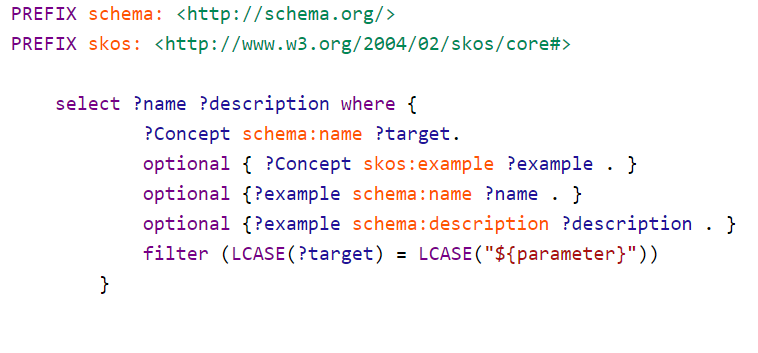 PREFIX schema: <http://schema.org/>
PREFIX skos: <http://www.w3.org/2004/02/skos/core#>
select ?name ?description where {
?Concept schema:name ?target.
optional { ?Concept skos:example ?example . }
optional {?example schema:name ?name . }
optional {?example schema:description ?description . }
filter (LCASE(?target) = LCASE("${parameter}"))
}